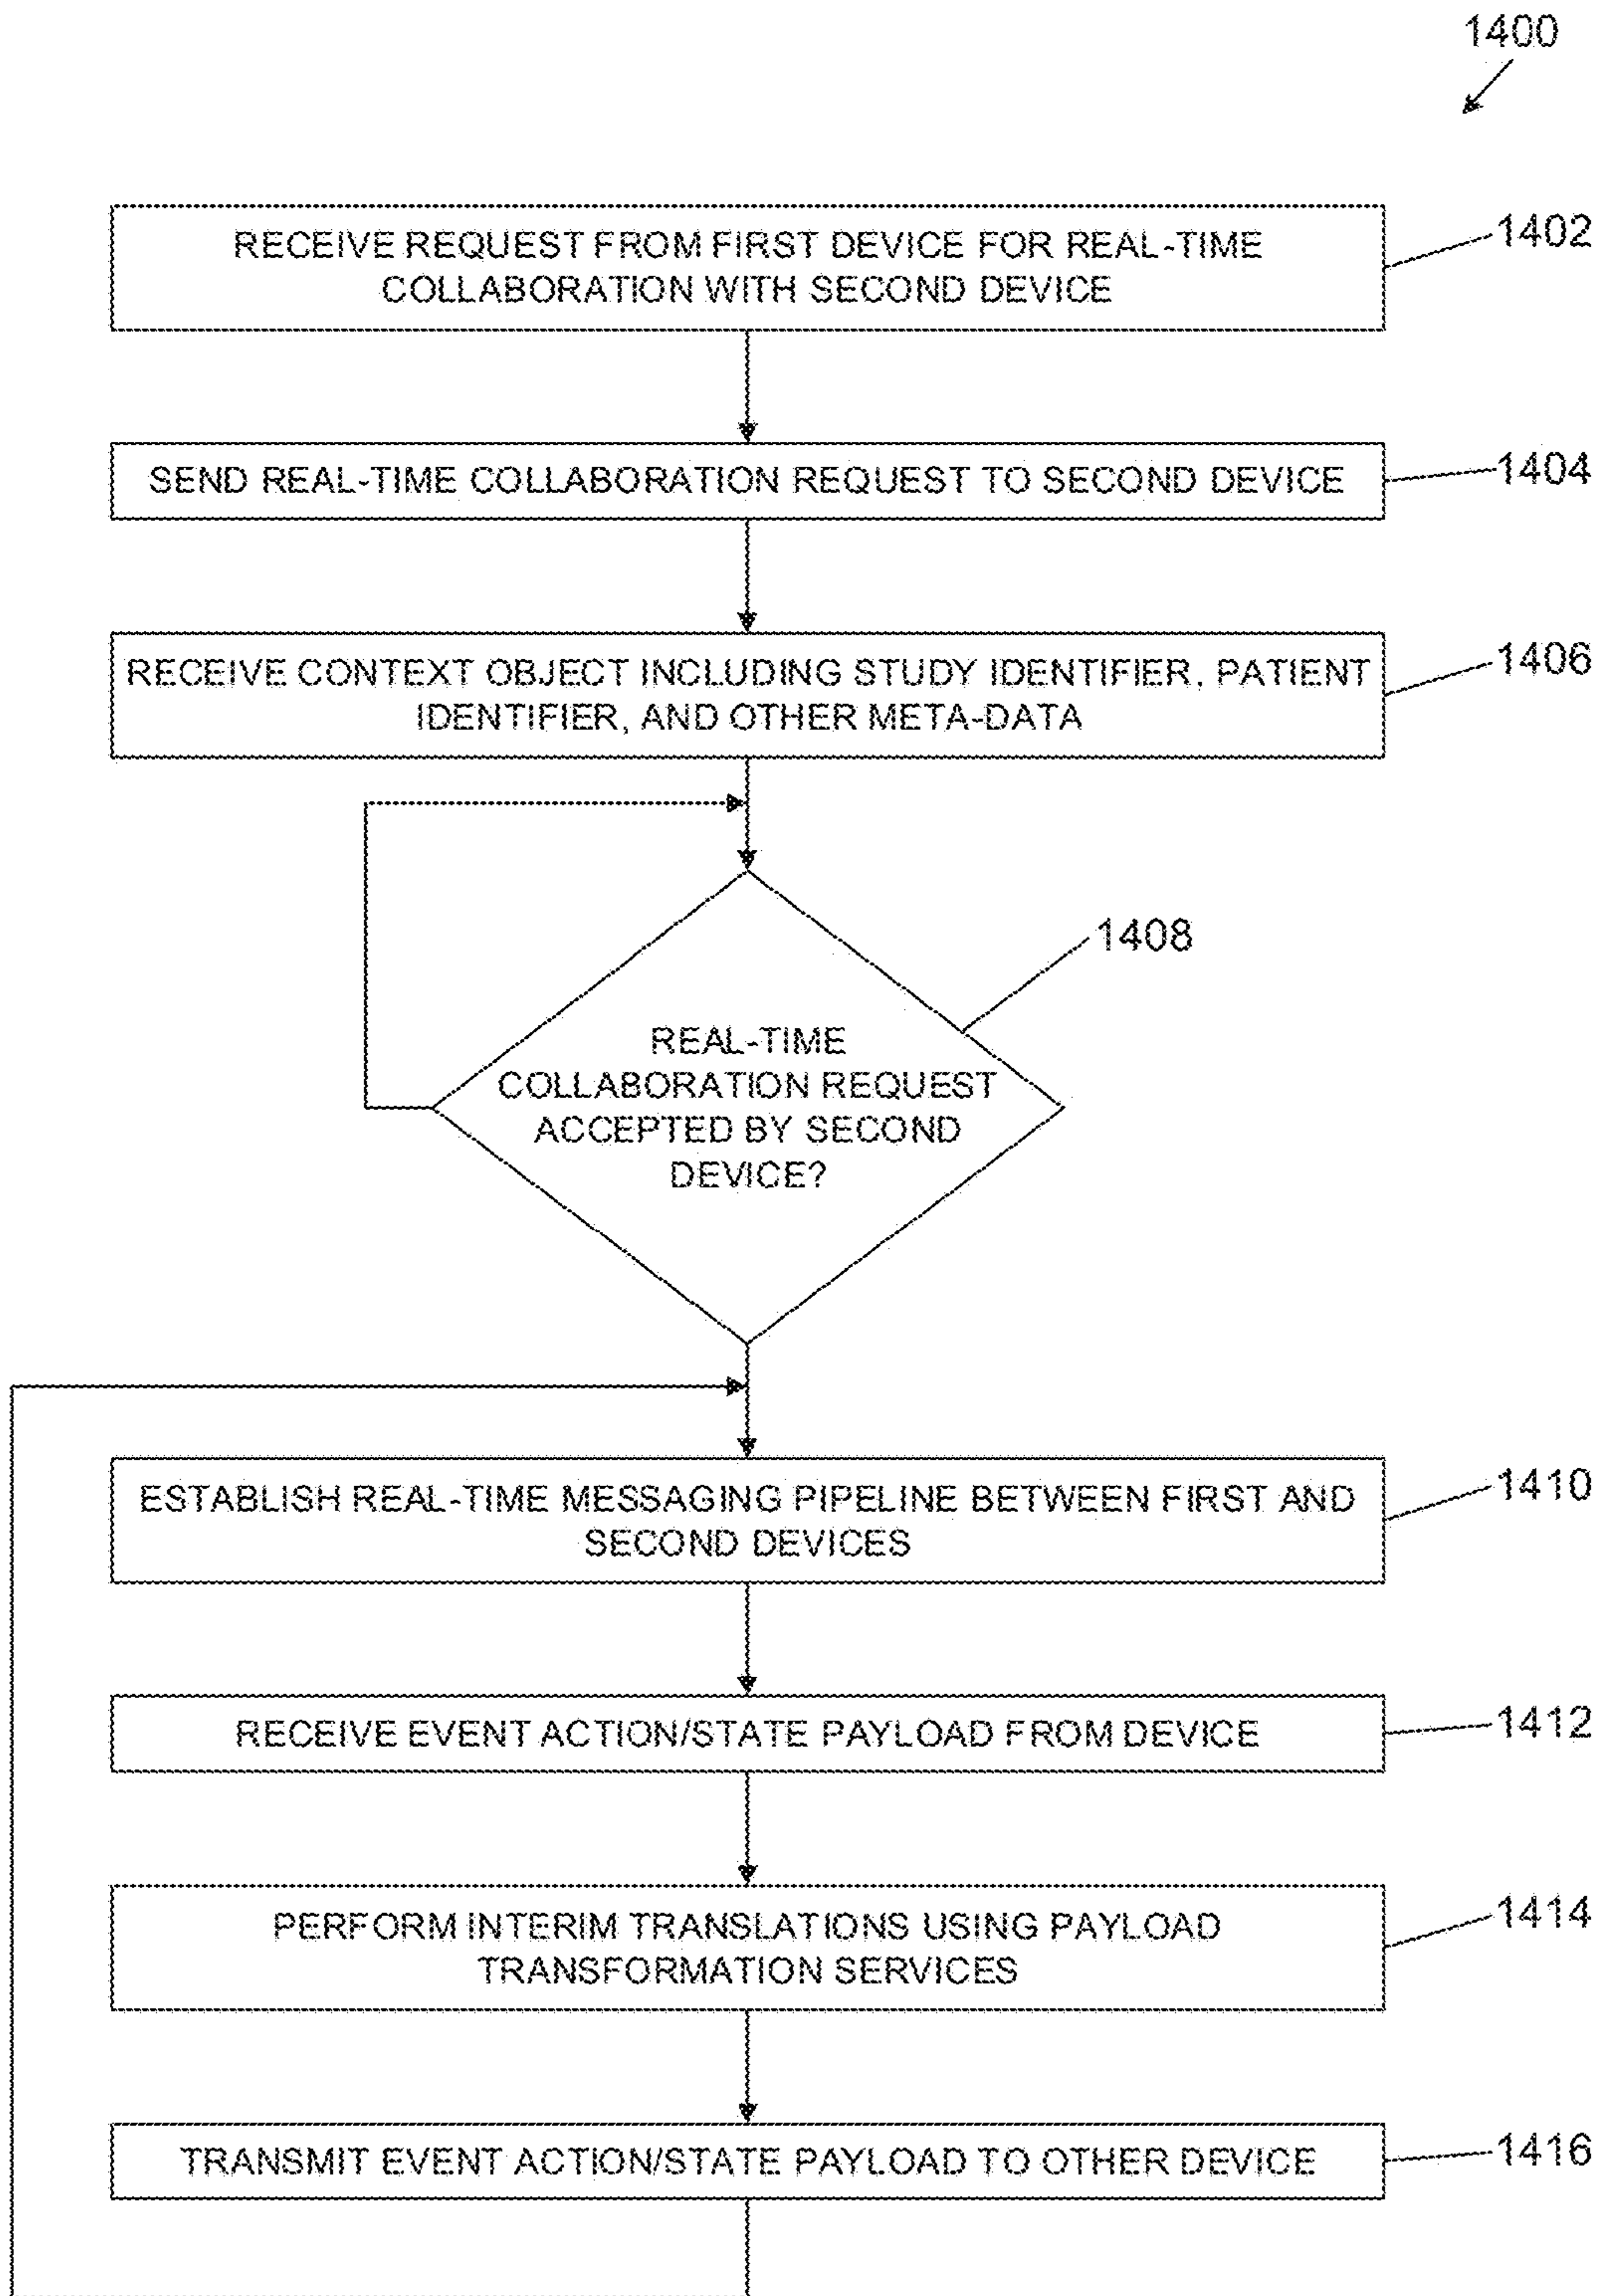 1400
RECEIVE REQUEST FROM FIRST DEVICE FOR REAL-TIME
COLLABORATION WITH SECOND DEVICE
1402
SEND REAL-TIME COLLABORATION REQUEST TO SECOND DEVICE
1404
RECEIVE CONTEXT OBJECT INCLUDING STUDY IDENTIFIER, PATIENT
IDENTIFIER, AND OTHER META-DATA
1406
1408
REAL-TIME
COLLABORATION REQUEST
ACCEPTED BY SECOND
DEVICE?
ESTABLISH REAL-TIME MESSAGING PIPELINE BETWEEN FIRST AND
SECOND DEVICES
1410
RECEIVE EVENT ACTION/STATE PAYLOAD FROM DEVICE
1412
PERFORM INTERIM TRANSLATIONS USING PAYLOAD
TRANSFORMATION SERVICES
1414
TRANSMIT EVENT ACTION/STATE PAYLOAD TO OTHER DEVICE
1416